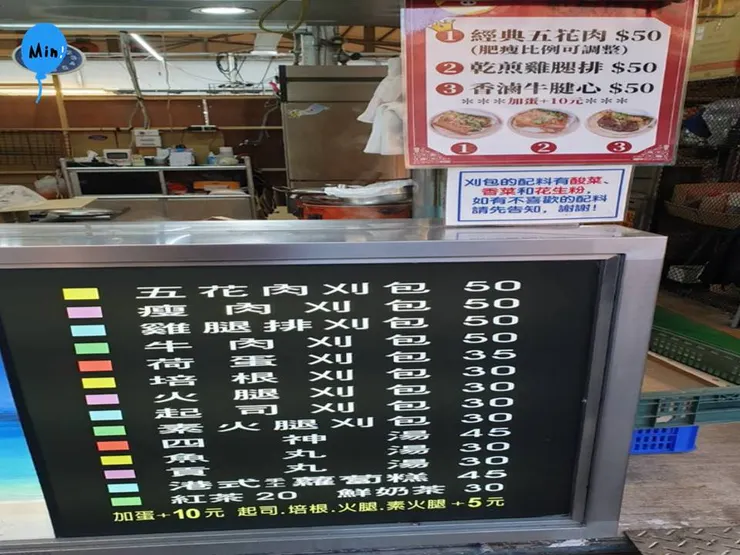 Min
1 經典五花肉 $50
(肥瘦比例可調整)
2 乾煎雞腿排 $50
3 香滷牛腱心 $50
***加蛋+10元***
1 2 3
刈包的配料有酸菜、
香菜和花生粉,
如有不喜歡的配料
請先告知, 謝謝!
五花肉刈包 50
瘦肉刈包 50
雞腿排刈包 50
牛肉刈包 50
荷蛋刈包 35
培根刈包 30
火腿刈包 30
起司刈包 30
素火腿刈包 30
四神湯 45
魚丸湯 30
貢丸湯 30
港式蘿蔔糕 45
紅茶 20 鮮奶茶 30
加蛋+10元 起司.培根.火腿.素火腿+5元